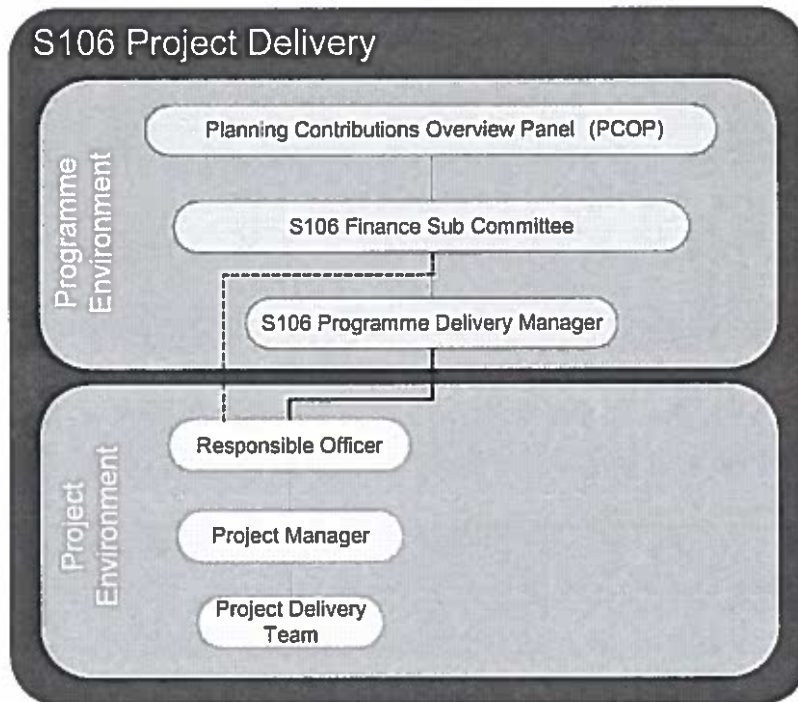 S106 Project Delivery
Programme
Environment
Planning Contributions Overview Panel (PCOP)
S106 Finance Sub Committee
S106 Programme Delivery Manager
Project
Environment
Responsible Officer
Project Manager
Project Delivery
Team